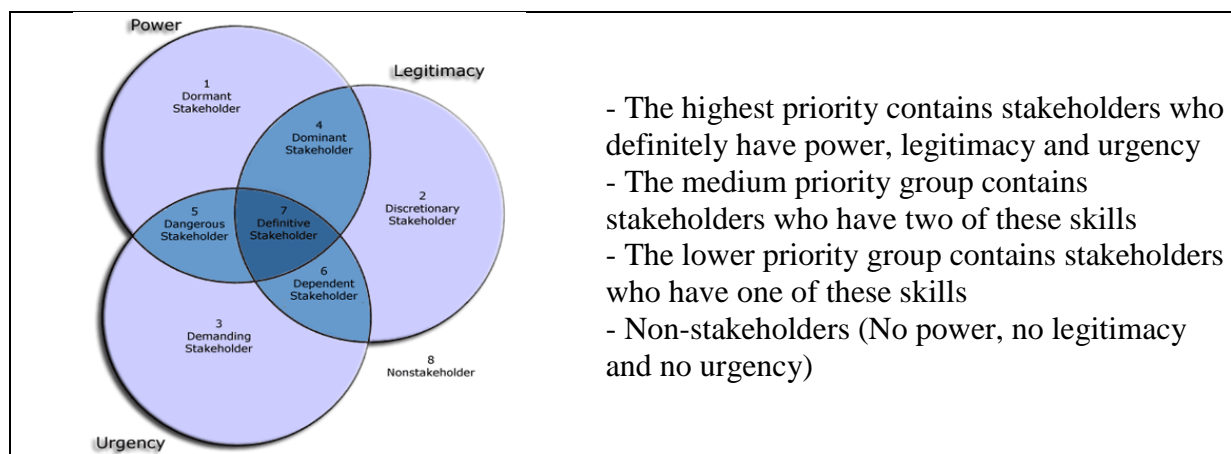 Power
Legitimacy
1
Dormant
Stakeholder
4
Dominant
Stakeholder
2
Discretionary
Stakeholder
5
Dangerous
Stakeholder
7
Definitive
Stakeholder
6
Dependent
Stakeholder
3
Demanding
Stakeholder
8
Nonstakeholder
Urgency
- The highest priority contains stakeholders who
definitely have power, legitimacy and urgency
- The medium priority group contains
stakeholders who have two of these skills
- The lower priority group contains stakeholders
who have one of these skills
- Non-stakeholders (No power, no legitimacy
and no urgency)